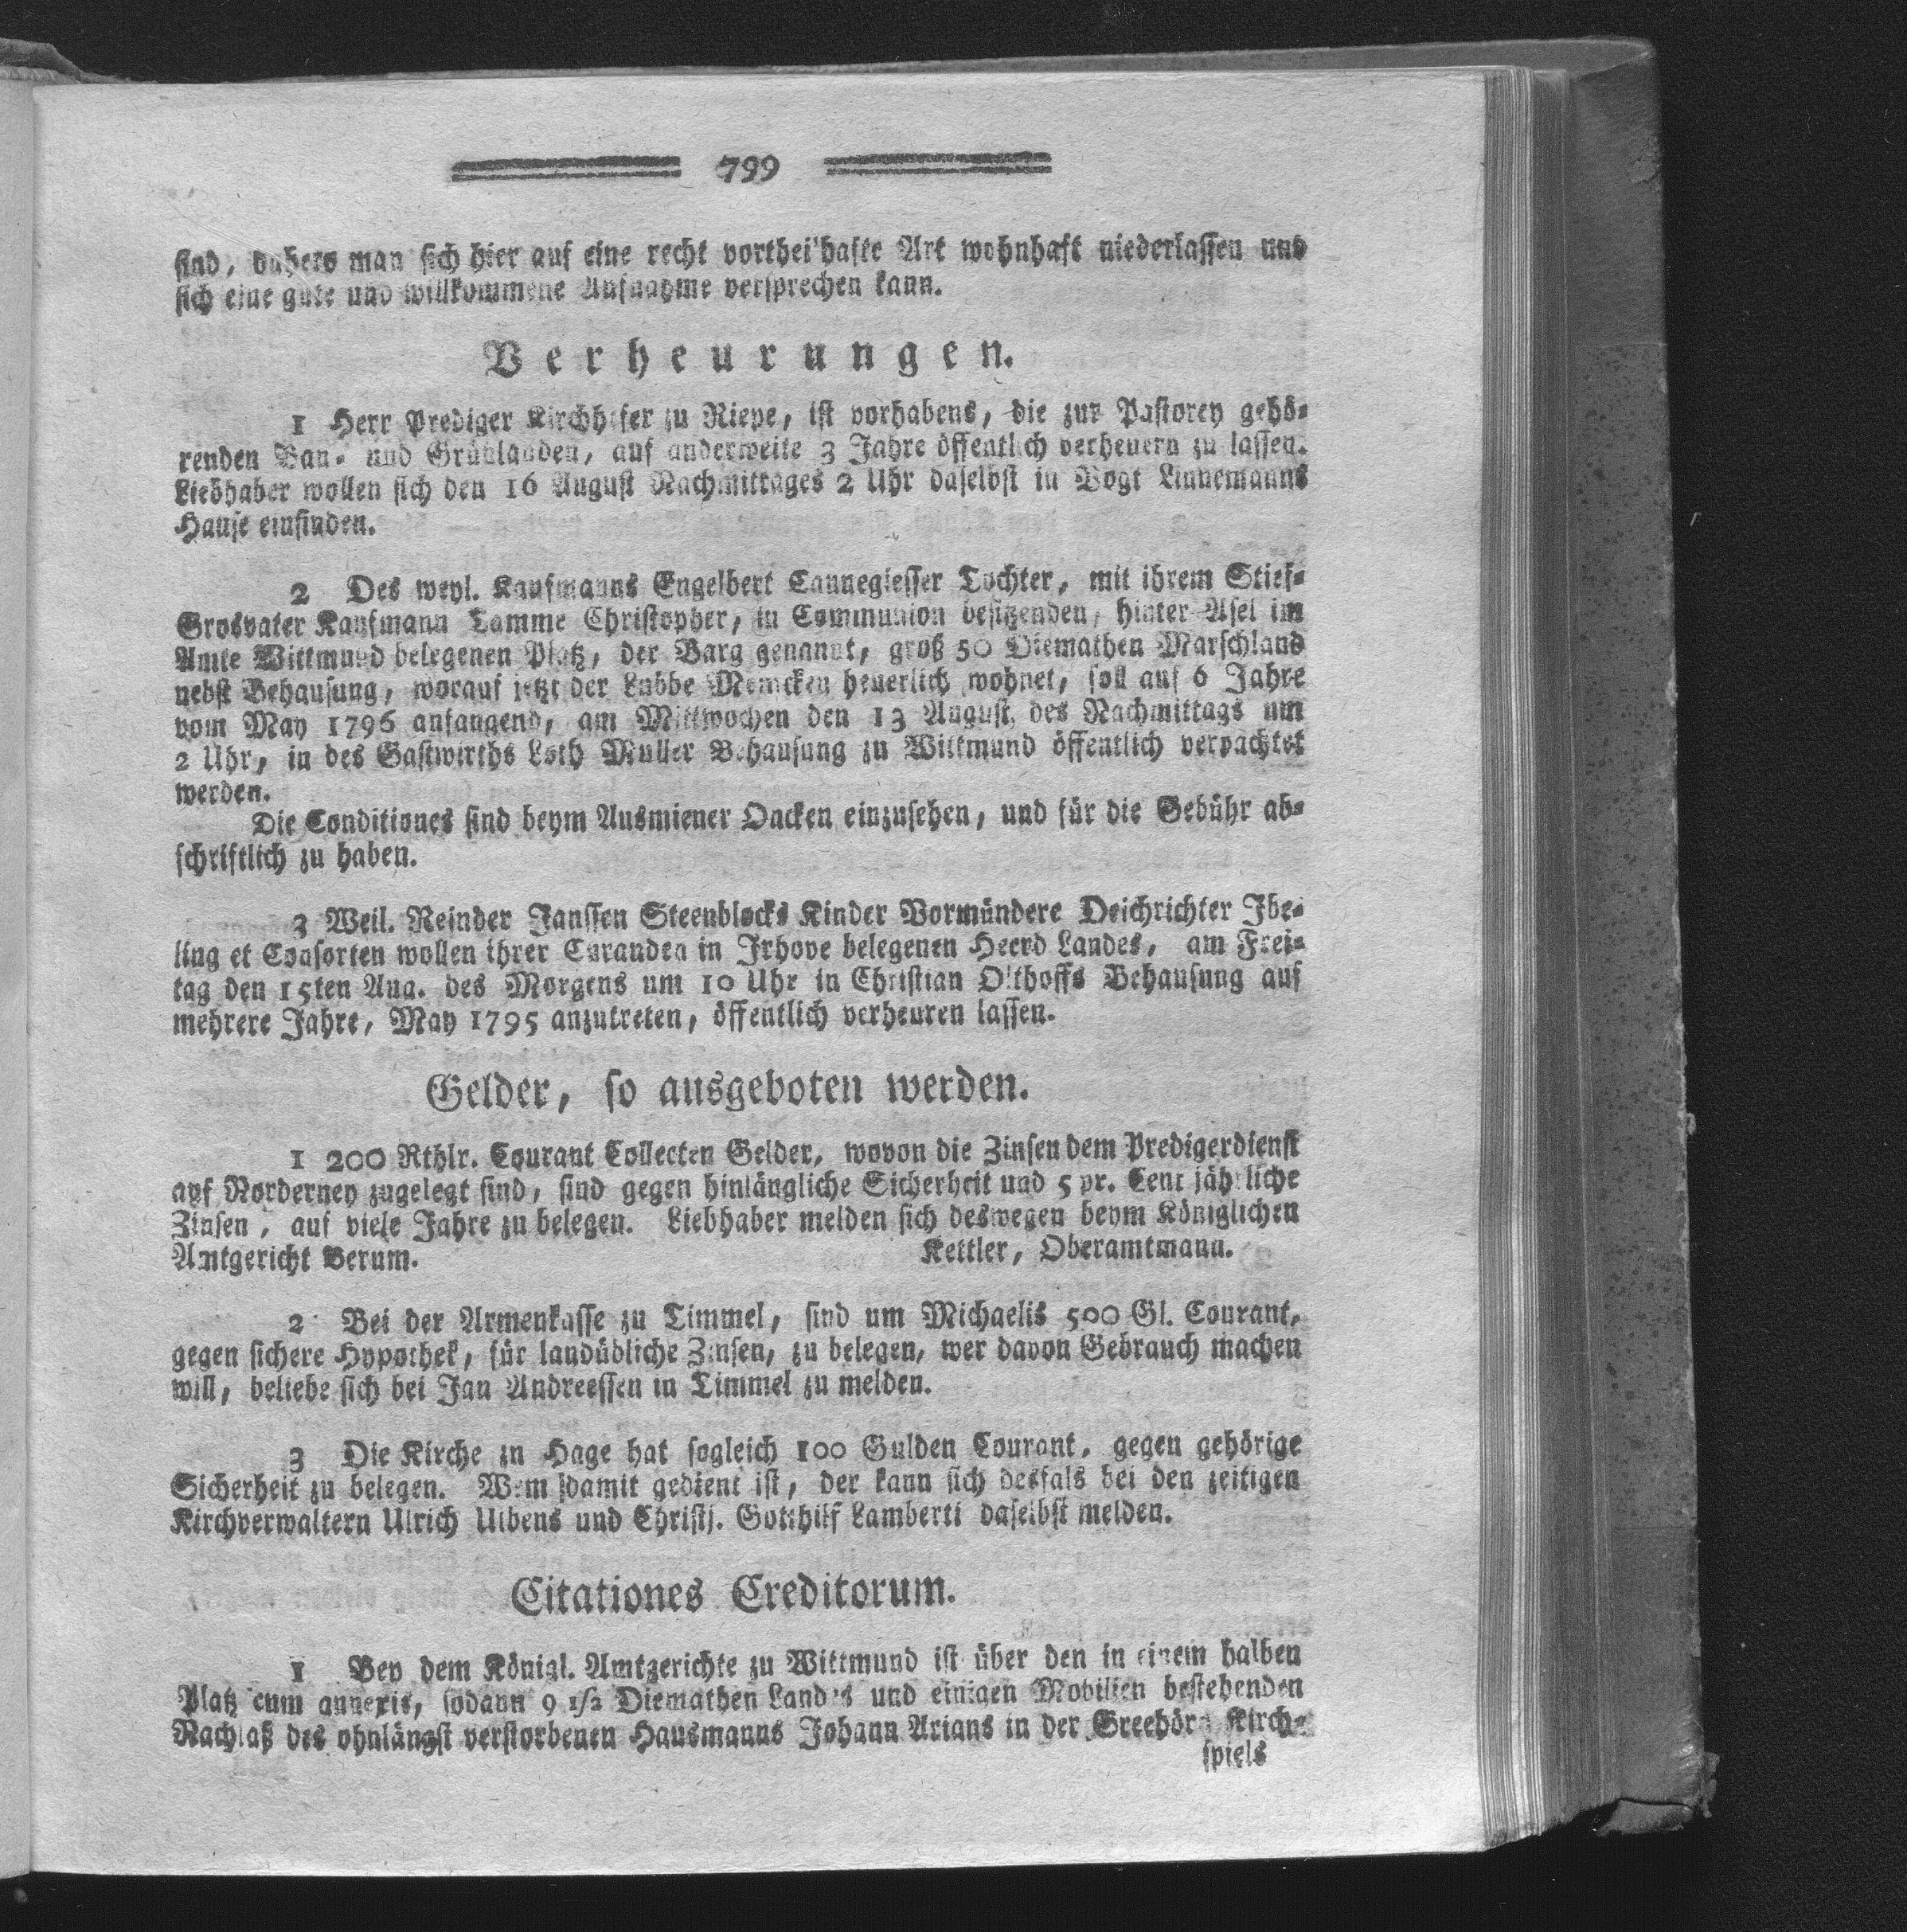 799
sind, dahero man sich hier auf eine recht vortheilhafte Art wohnhaft niederlassen und
sich eine gute und willkommene Aufnahme versprechen kann.
Verheurungen.
1 Herr Prediger Kirchhefer zu Riepe, ist vorhabens, die zur Pastorey gehö-
renden Bau- und Grünlanden, auf anderweite 3 Jahre öffentlich verheuern zu lassen.
Liebhaber wollen sich den 16 August Nachmittages 2 Uhr daselbst in Vogt Linnemanns
Hause einfinden.
2 Des weyl. Kaufmanns Engelbert Cannegiesser Tochter, mit ihrem Stief-
Grosvater Kaufmann Tamme Christopher, in Communion besitzenden, hinter Asel im
Amte Wittmund belegenen Platz, der Barg genannt, groß 50 Diemathen Marschland
nebst Behausung, worauf jetzt der Lübbe Memcken heuerlich wohnet, soll auf 6 Jahre
vom May 1796 anfangend, am Mittwochen den 13 August, des Nachmittags um
2 Uhr, in des Gastwirths Loth Müller Behausung zu Wittmund öffentlich verpachtet
werden.
Die Conditiones sind beym Ausmiener Oncken einzusehen, und für die Gebühr ab-
schriftlich zu haben.
3 Weil. Reinder Janssen Steenblocks Kinder Vormündere Deichrichter Ibe-
ling et Consorten wollen ihrer Curanden in Irhove belegenen Heerd Landes, am Frei-
tag den 15ten Aug. des Morgens um 10 Uhr in Christian Olthoffs Behausung auf
mehrere Jahre, May 1795 anzutreten, öffentlich verheuren lassen.
Gelder, so ausgeboten werden.
1 200 Rthlr. Courant Collecten Gelder, wovon die Zinsen dem Predigerdienst
auf Norderney zugelegt sind, sind gegen hinlängliche Sicherheit und 5 pr. Cent jährliche
Zinsen, auf viele Jahre zu belegen. Liebhaber melden sich deswegen beym Königlichen
Amtgericht Berum. Kettler, Oberamtmann.
2 Bei der Armenkasse zu Timmel, sind um Michaelis 500 Gl. Courant,
gegen sichere Hypothek, für landübliche Zinsen, zu belegen, wer davon Gebrauch machen
will, beliebe sich bei Jan Andreessen in Timmel zu melden.
3 Die Kirche zu Hage hat sogleich 100 Gulden Courant, gegen gehörige
Sicherheit zu belegen. Wem damit gedient ist, der kann sich desfals bei den zeitigen
Kirchverwaltern Ulrich Ulbens und Christj. Gotthilf Lamberti daselbst melden.
Citationes Creditorum.
1 Bey dem Königl. Amtgerichte zu Wittmund ist über den in einem halben
Platz cum annexis, sodann 9 1/2 Diemathen Landes und einigen Mobilien bestehenden
Nachlaß des ohnlängst verstorbenen Hausmanns Johann Arians in der Greehörn Kirch-
spiels